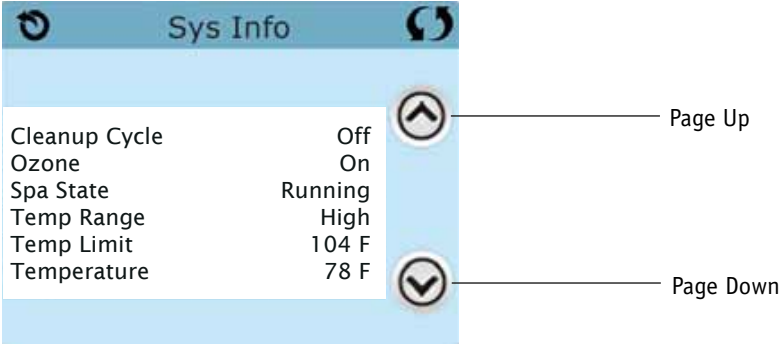 Sys Info
Page Up
Cleanup Cycle Off
Ozone On
Spa State Running
Temp Range High
Temp Limit 104 F
Temperature 78 F
Page Down